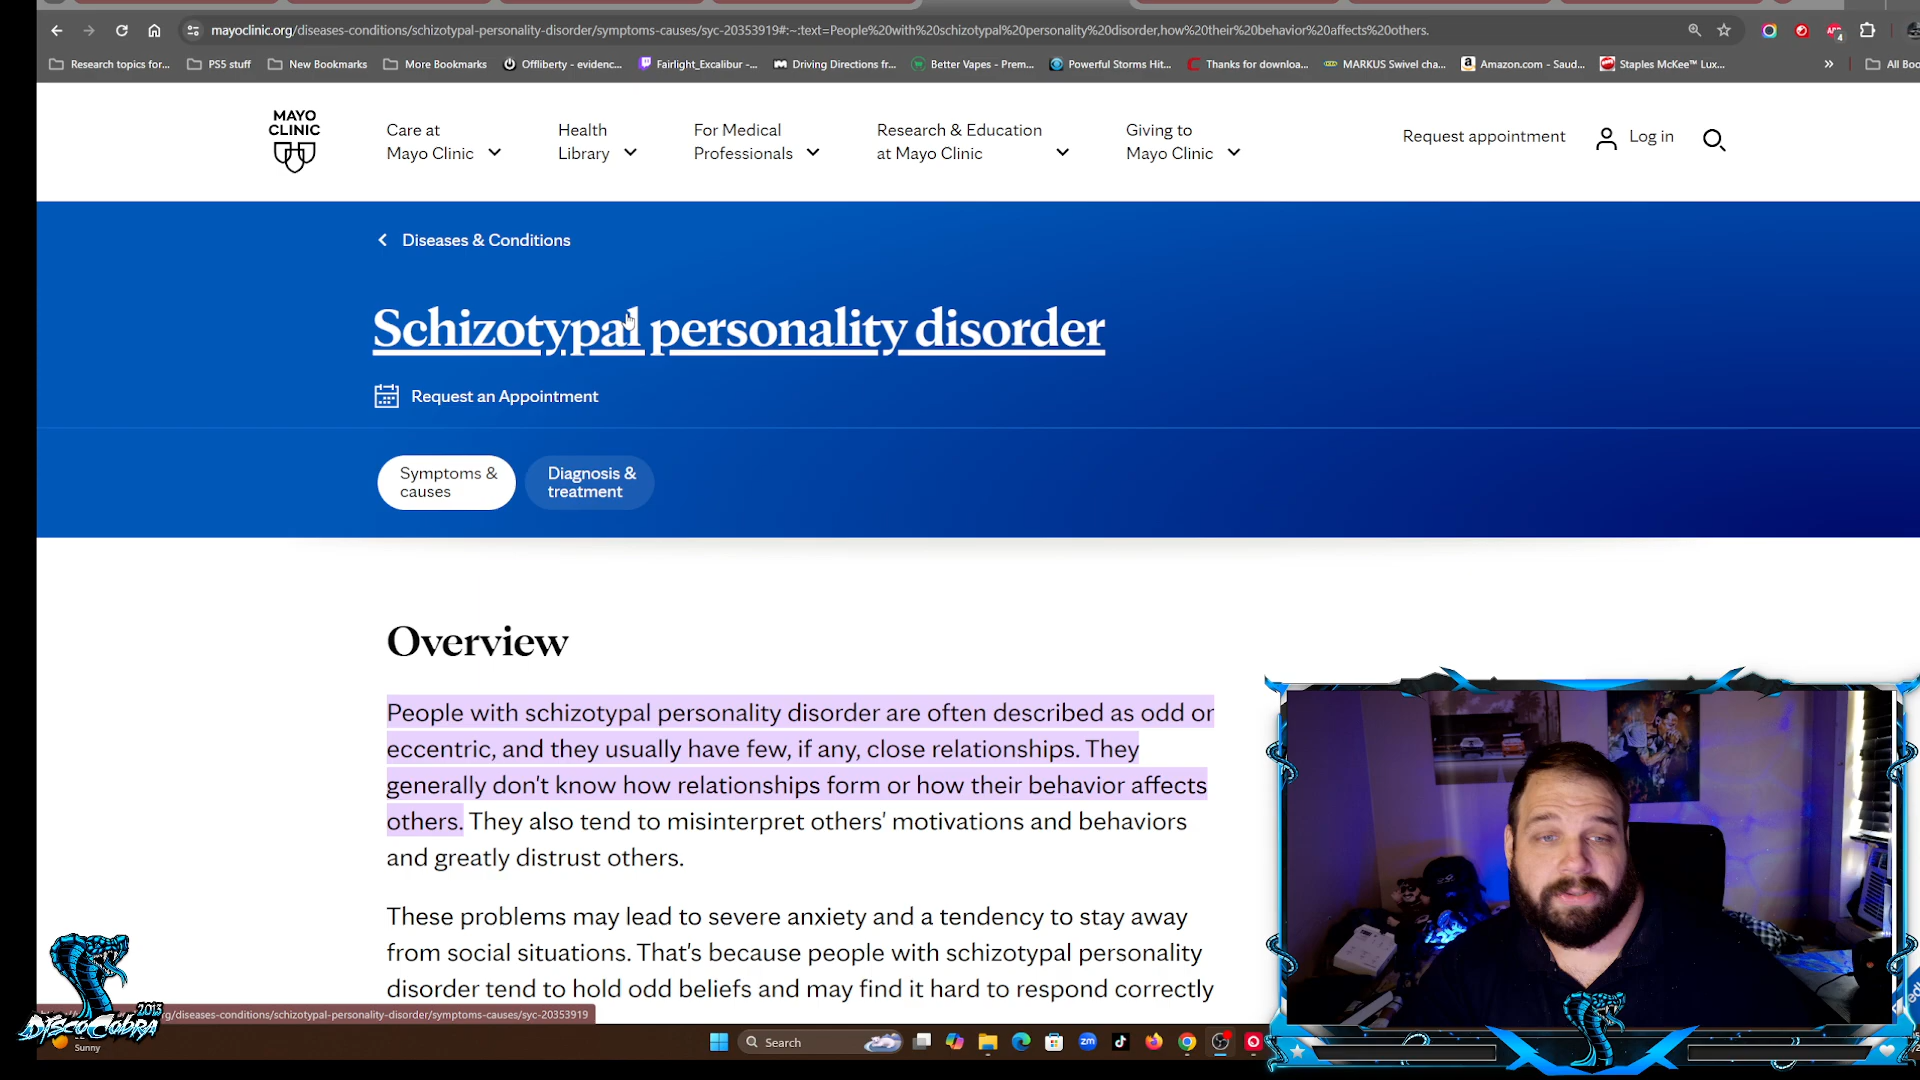 mayoclinic.org/diseases-conditions/schizotypal-personality-disorder/symptoms-causes/syc-20353919#:~:text=People%20with%20schizotypal%20personality%20disorder,how%20their%20behavior%20affects%20others.
Research topics for... PS5 stuff New Bookmarks More Bookmarks Offliberty - evidenc... Fairlight_Excalibur -... Driving Directions fr... Better Vapes - Prem... Powerful Storms Hit... Thanks for downloa... MARKUS Swivel cha... Amazon.com - Saud... Staples McKee™ Lux... » All Boo
MAYO
CLINIC
Care at
Mayo Clinic
Health
Library
For Medical
Professionals
Research & Education
at Mayo Clinic
Giving to
Mayo Clinic
Request appointment
Log in
Diseases & Conditions
Schizotypal personality disorder
Request an Appointment
Symptoms &
causes
Diagnosis &
treatment
Overview
People with schizotypal personality disorder are often described as odd or
eccentric, and they usually have few, if any, close relationships. They
generally don't know how relationships form or how their behavior affects
others. They also tend to misinterpret others' motivations and behaviors
and greatly distrust others.
These problems may lead to severe anxiety and a tendency to stay away
from social situations. That's because people with schizotypal personality
disorder tend to hold odd beliefs and may find it hard to respond correctly
g/diseases-conditions/schizotypal-personality-disorder/symptoms-causes/syc-20353919
2013
DiscoCobra
Sunny
Search
zm